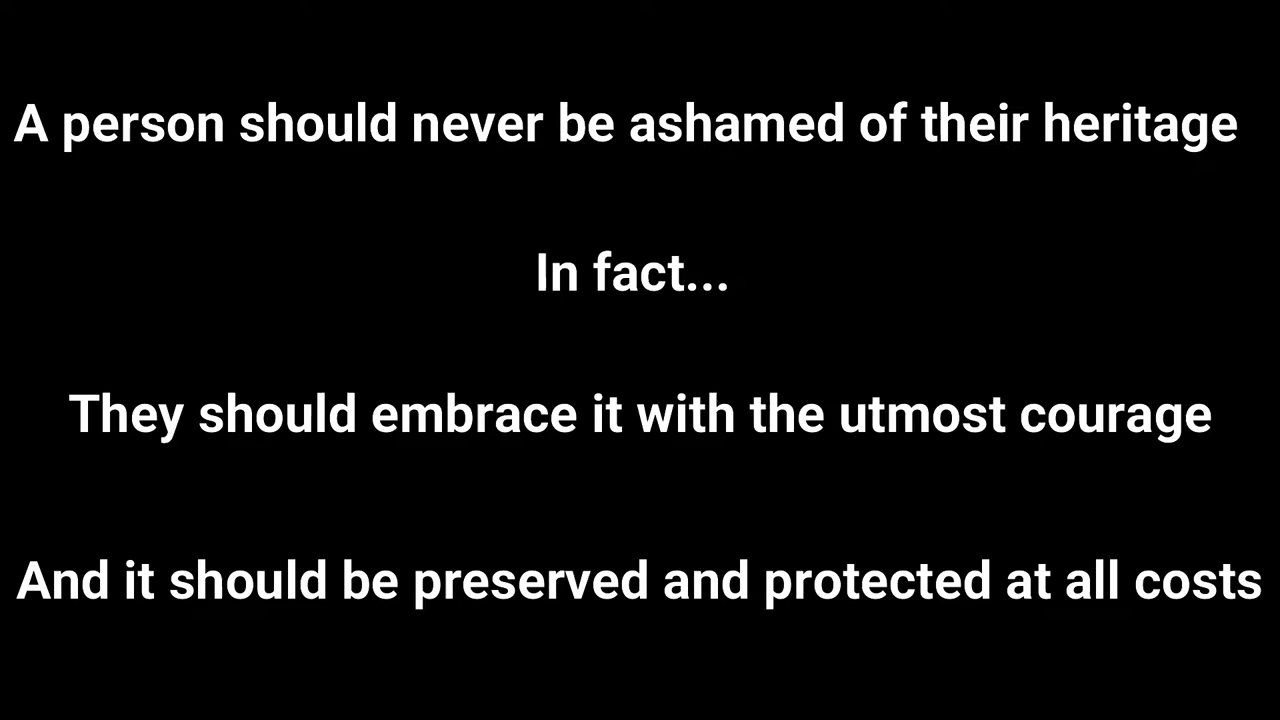 A person should never be ashamed of their heritage
In fact...
They should embrace it with the utmost courage
And it should be preserved and protected at all costs